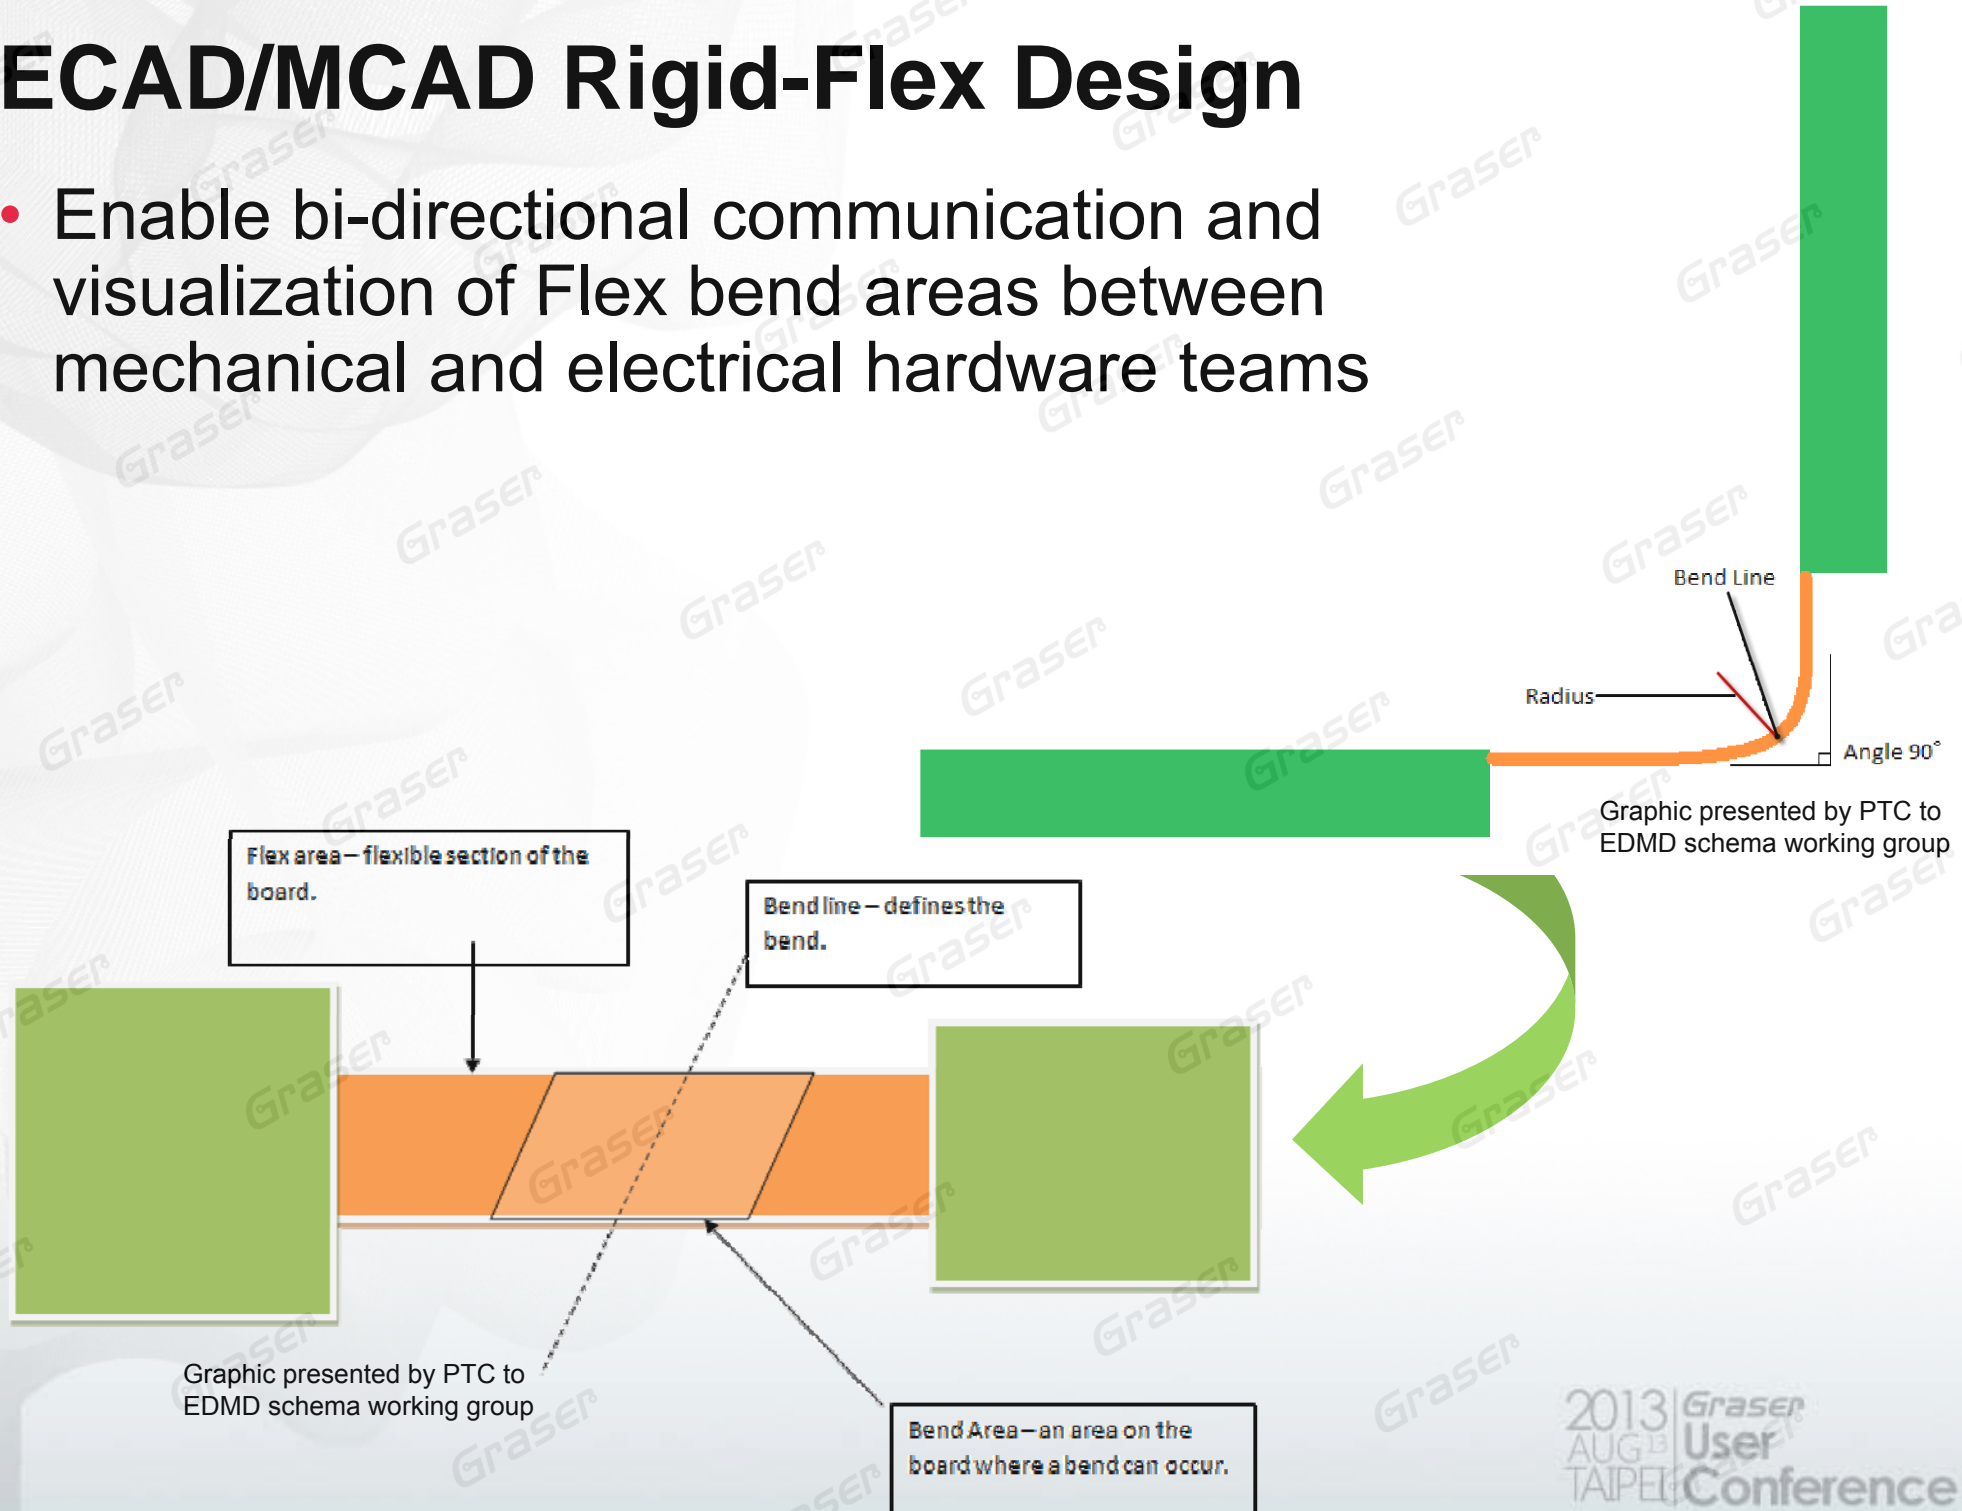 ECAD/MCAD Rigid-Flex Design
• Enable bi-directional communication and
visualization of Flex bend areas between
mechanical and electrical hardware teams
Bend Line
Radius
Angle 90°
Graphic presented by PTC to
EDMD schema working group
Flex area – flexible section of the
board.
Bend line – defines the
bend.
Graphic presented by PTC to
EDMD schema working group
Bend Area – an area on the
board where a bend can occur.
2013 Graser
AUG 13 User
TAIPEI Conference
Graser